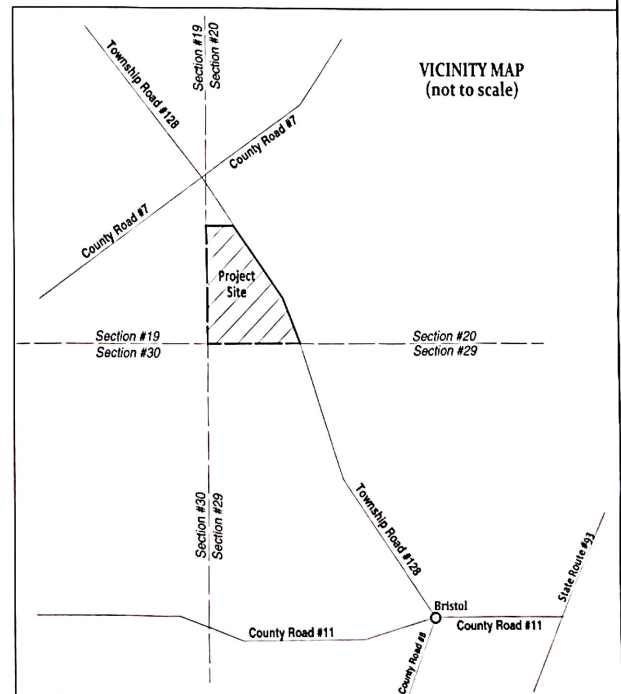 VICINITY MAP
(not to scale)
Section #19
Section #20
Township Road #128
County Road #7
County Road #7
Project
Site
Section #19
Section #30
Section #20
Section #29
Section #30
Section #29
Township Road #128
State Route #93
Bristol
County Road #11
County Road #11
County Road #8